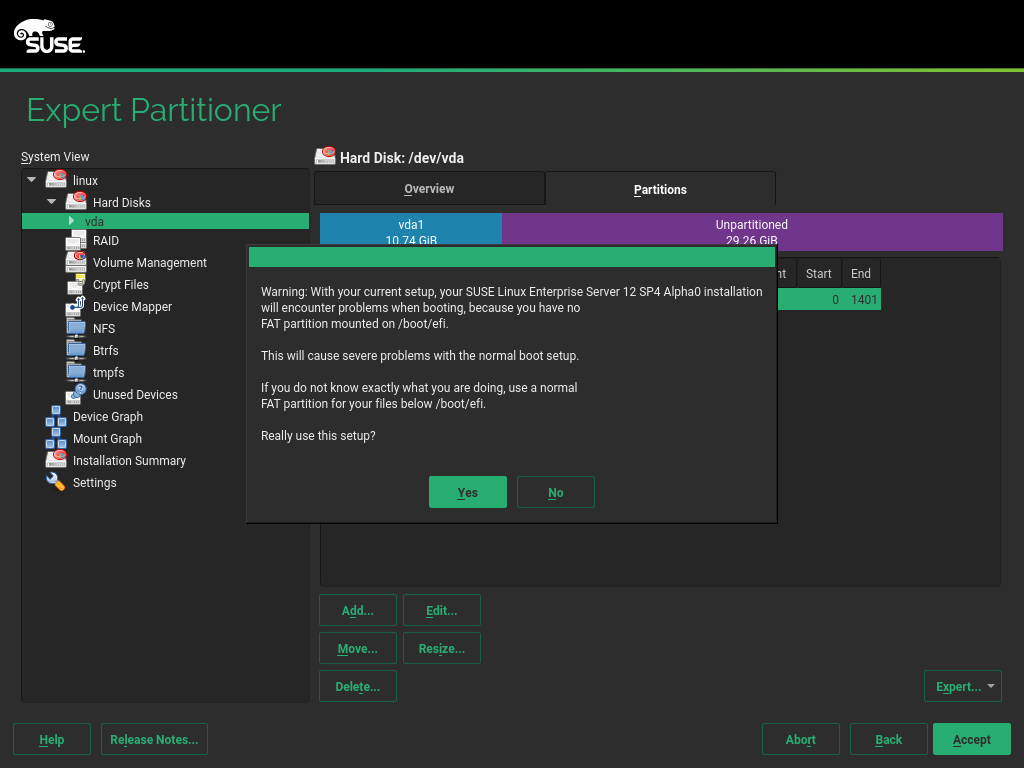 SUSE.
Expert Partitioner
System View
linux
Hard Disks
vda
RAID
Volume Management
Crypt Files
Device Mapper
NFS
Btrfs
tmpfs
Unused Devices
Device Graph
Mount Graph
Installation Summary
Settings
Hard Disk: /dev/vda
Overview
Partitions
vda1
10.74 GiB
Unpartitioned
29.26 GiB
Start
End
0
1401
Warning: With your current setup, your SUSE Linux Enterprise Server 12 SP4 Alpha0 installation
will encounter problems when booting, because you have no
FAT partition mounted on /boot/efi.
This will cause severe problems with the normal boot setup.
If you do not know exactly what you are doing, use a normal
FAT partition for your files below /boot/efi.
Really use this setup?
Yes
No
Add...
Edit...
Move...
Resize...
Delete...
Expert...
Help
Release Notes...
Abort
Back
Accept